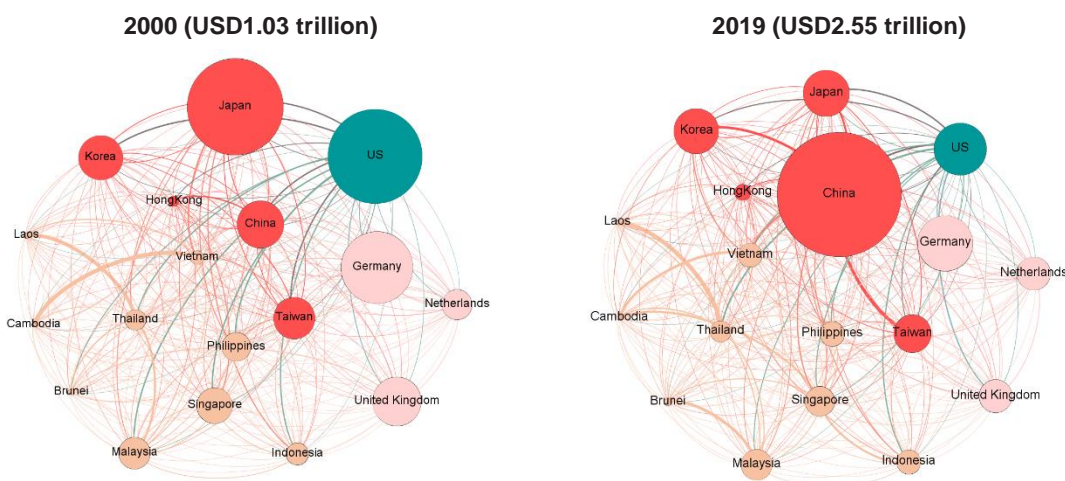 2000 (USD1.03 trillion)
Japan
US
Korea
HongKong
China
Laos
Vietnam
Germany
Netherlands
Cambodia
Thailand
Taiwan
Philippines
Brunei
Singapore
United Kingdom
Malaysia
Indonesia
2019 (USD2.55 trillion)
Japan
Korea
US
HongKong
China
Laos
Germany
Vietnam
Netherlands
Cambodia
Thailand
Philippines
Taiwan
Brunei
Singapore
United Kingdom
Malaysia
Indonesia